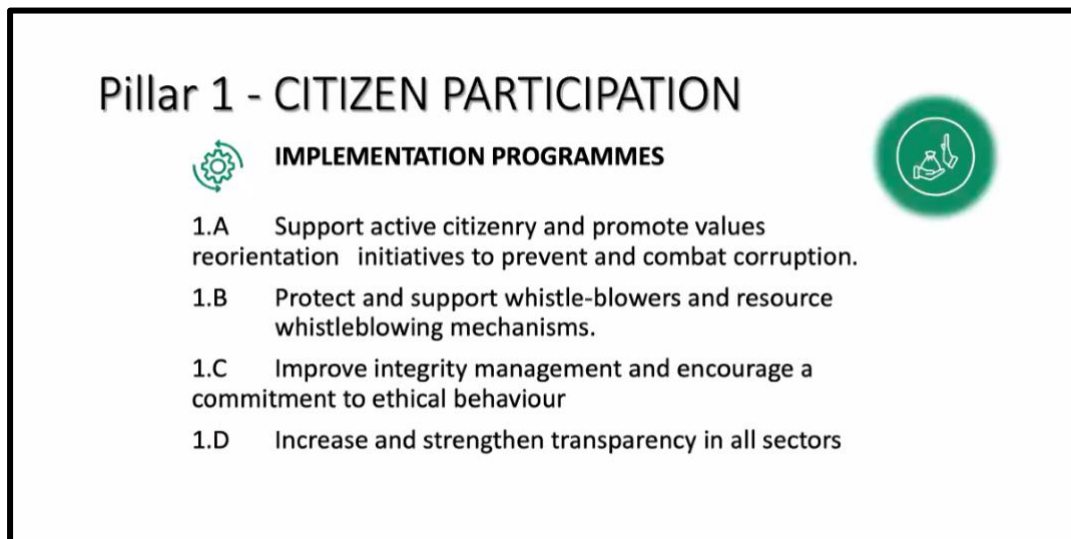 Pillar 1 - CITIZEN PARTICIPATION
IMPLEMENTATION PROGRAMMES
1.A Support active citizenry and promote values
reorientation initiatives to prevent and combat corruption.
1.B Protect and support whistle-blowers and resource
whistleblowing mechanisms.
1.C Improve integrity management and encourage a
commitment to ethical behaviour
1.D Increase and strengthen transparency in all sectors